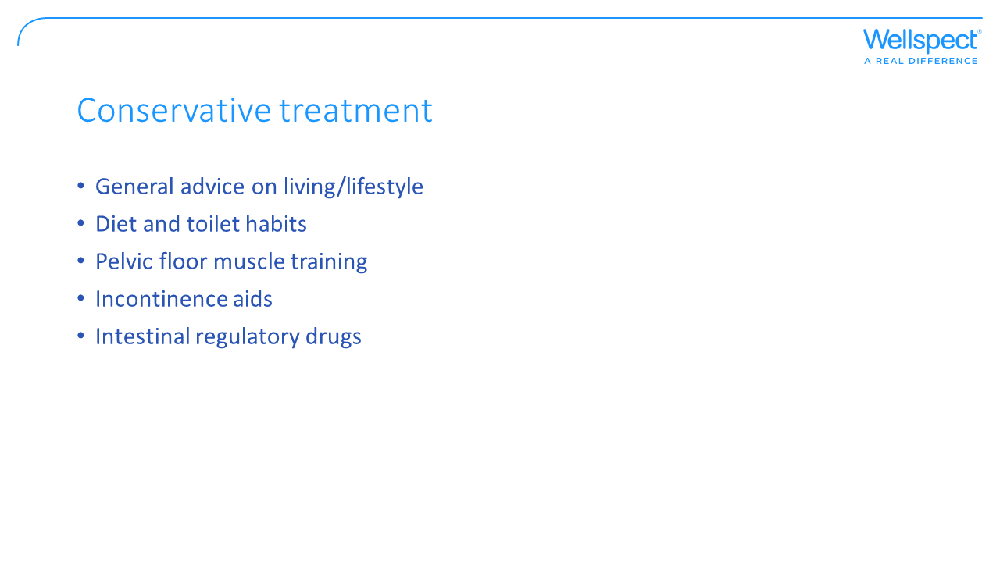 Wellspect®
A REAL DIFFERENCE
Conservative treatment
• General advice on living/lifestyle
• Diet and toilet habits
• Pelvic floor muscle training
• Incontinence aids
• Intestinal regulatory drugs